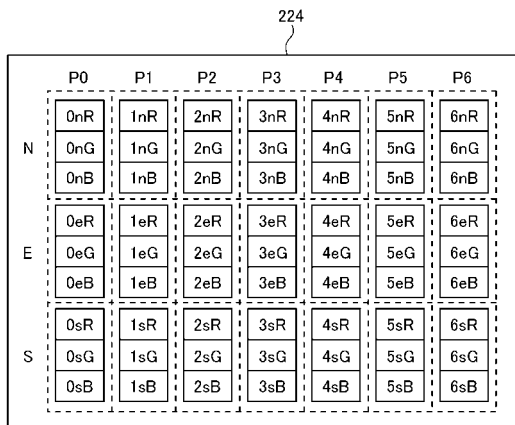 224
P0 P1 P2 P3 P4 P5 P6
0nR 1nR 2nR 3nR 4nR 5nR 6nR
N 0nG 1nG 2nG 3nG 4nG 5nG 6nG
0nB 1nB 2nB 3nB 4nB 5nB 6nB
0eR 1eR 2eR 3eR 4eR 5eR 6eR
E 0eG 1eG 2eG 3eG 4eG 5eG 6eG
0eB 1eB 2eB 3eB 4eB 5eB 6eB
0sR 1sR 2sR 3sR 4sR 5sR 6sR
S 0sG 1sG 2sG 3sG 4sG 5sG 6sG
0sB 1sB 2sB 3sB 4sB 5sB 6sB